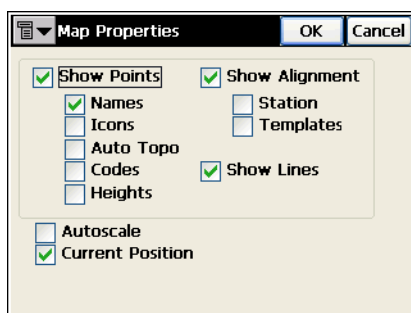 Map Properties OK Cancel
Show Points Show Alignment
Names Station
Icons Templates
Auto Topo
Codes Show Lines
Heights
Autoscale
Current Position